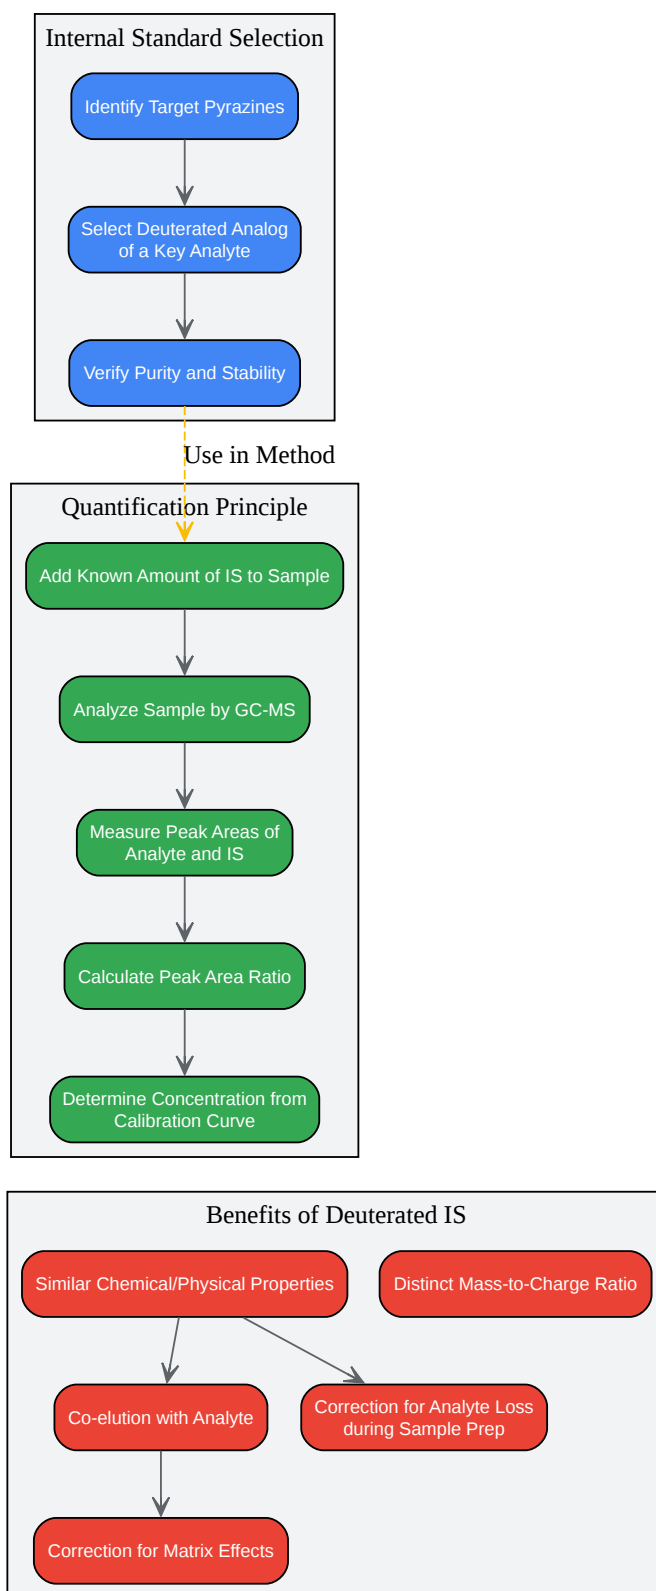 Internal Standard Selection
Identify Target Pyrazines
Select Deuterated Analog
of a Key Analyte
Verify Purity and Stability
Use in Method
Quantification Principle
Add Known Amount of IS to Sample
Analyze Sample by GC-MS
Measure Peak Areas of
Analyte and IS
Calculate Peak Area Ratio
Determine Concentration from
Calibration Curve
Benefits of Deuterated IS
Similar Chemical/Physical Properties
Distinct Mass-to-Charge Ratio
Co-elution with Analyte
Correction for Analyte Loss
during Sample Prep
Correction for Matrix Effects